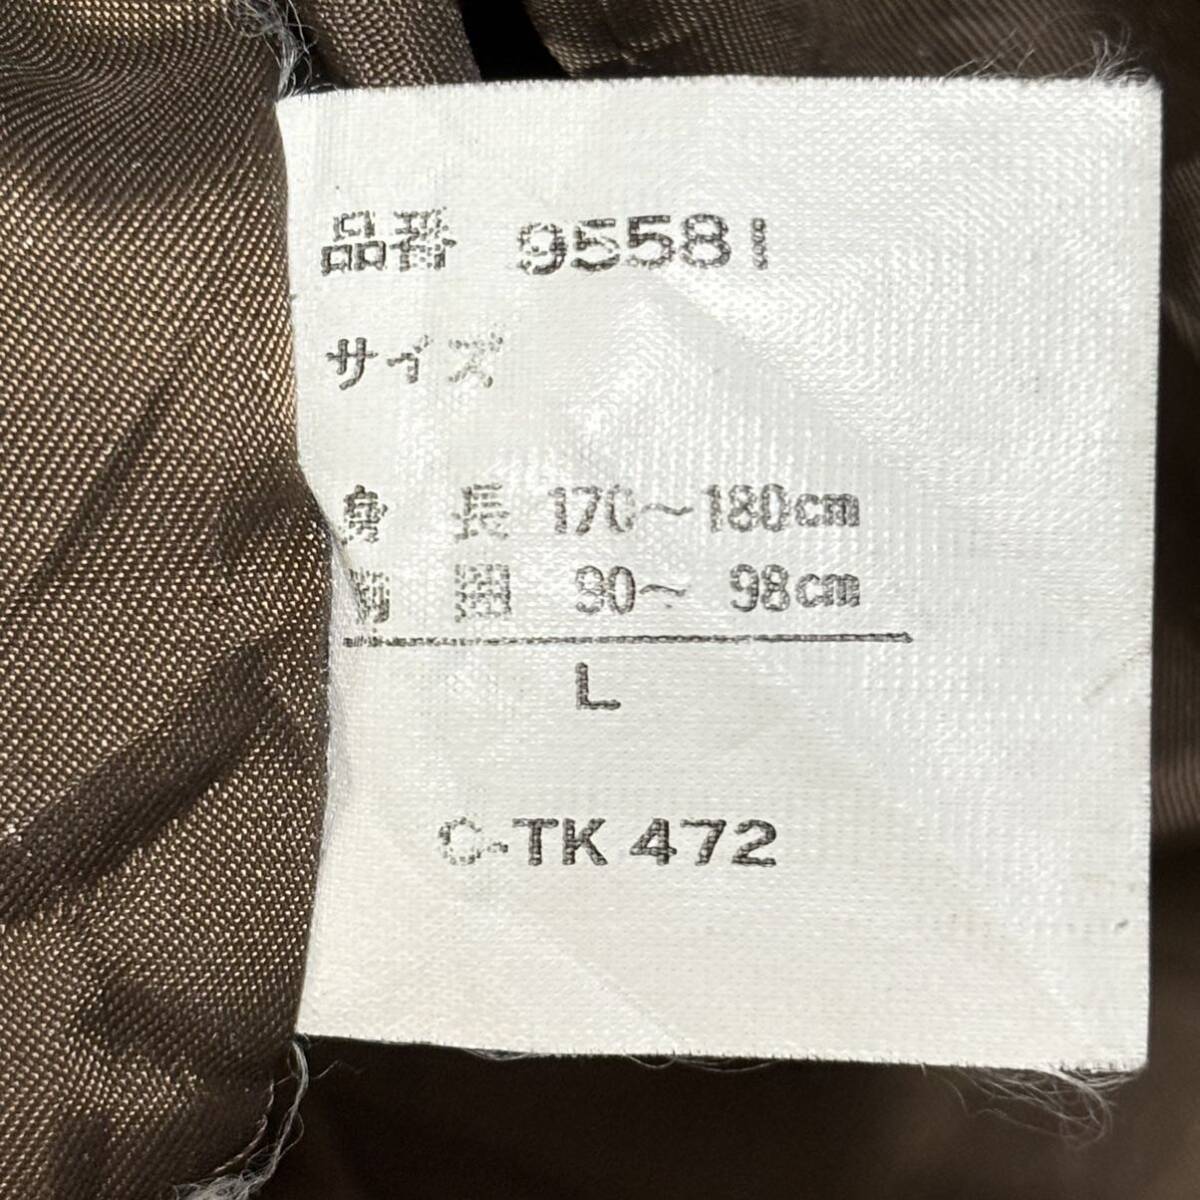 品番 95581
サイズ
身長 170～180cm
胸囲 90～ 98cm
L
C-TK 472